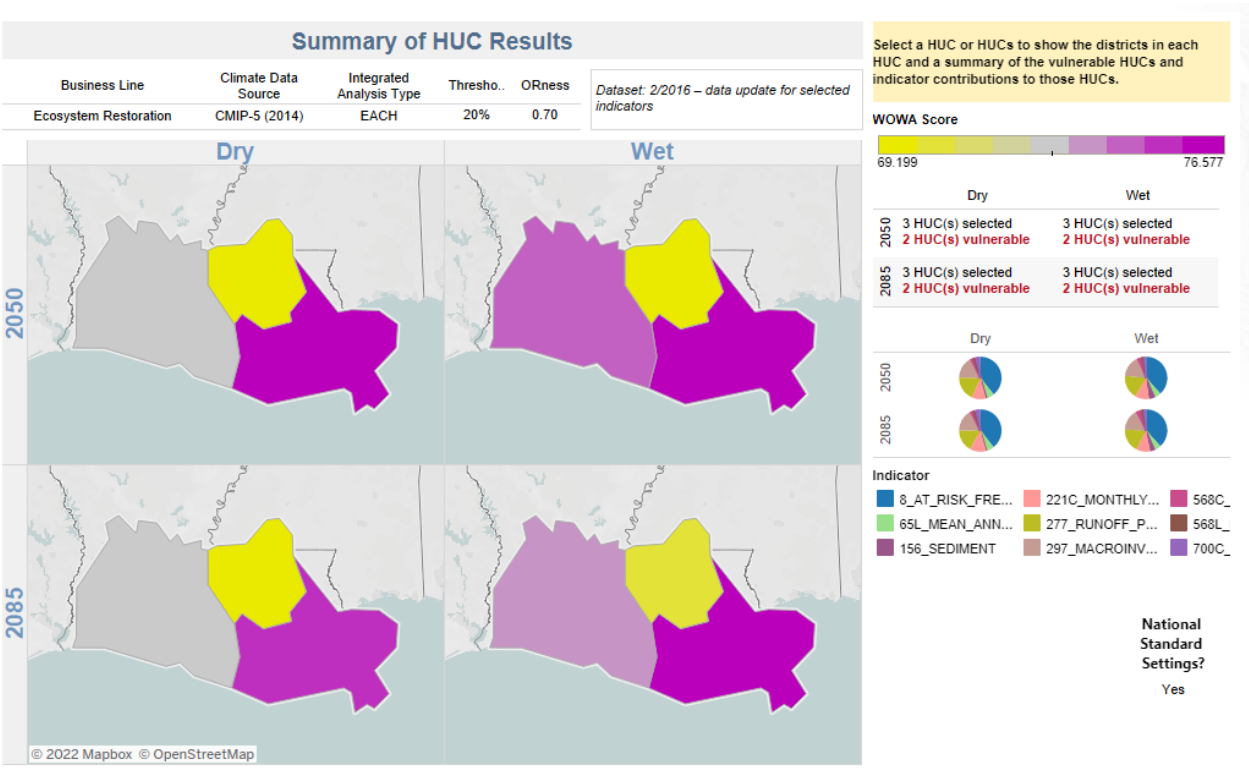 Summary of HUC Results
Business Line
Climate Data
Source
Integrated
Analysis Type
Thresho..
ORness
Ecosystem Restoration
CMIP-5 (2014)
EACH
20%
0.70
Dataset: 2/2016 – data update for selected
indicators
Select a HUC or HUCs to show the districts in each
HUC and a summary of the vulnerable HUCs and
indicator contributions to those HUCs.
WOWA Score
69.199
76.577
Dry
Wet
2050
2085
© 2022 Mapbox © OpenStreetMap
Dry
Wet
2050
3 HUC(s) selected
2 HUC(s) vulnerable
3 HUC(s) selected
2 HUC(s) vulnerable
2085
3 HUC(s) selected
2 HUC(s) vulnerable
3 HUC(s) selected
2 HUC(s) vulnerable
Dry
Wet
2050
2085
Indicator
8_AT_RISK_FRE...
221C_MONTHLY...
568C_
65L_MEAN_ANN...
277_RUNOFF_P...
568L_
156_SEDIMENT
297_MACROINV...
700C_
National
Standard
Settings?
Yes